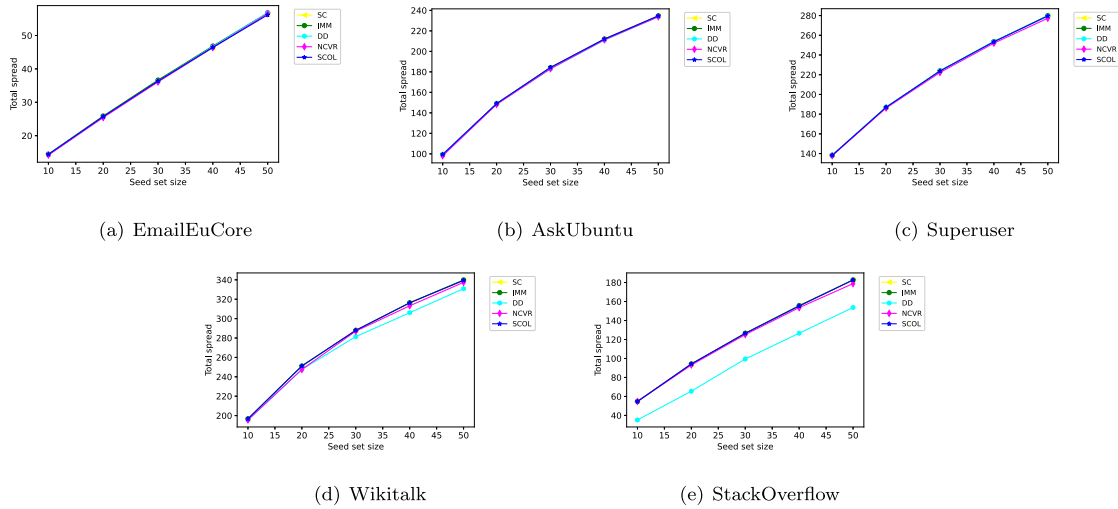 50
40
30
20
10
15
20
25
30
35
40
45
50
Total spread
Seed set size
SC
IMM
DD
NCVR
SCOL
(a) EmailEuCore
240
220
200
180
160
140
120
100
10
15
20
25
30
35
40
45
50
Total spread
Seed set size
SC
IMM
DD
NCVR
SCOL
(b) AskUbuntu
280
260
240
220
200
180
160
140
10
15
20
25
30
35
40
45
50
Total spread
Seed set size
SC
IMM
DD
NCVR
SCOL
(c) Superuser
340
320
300
280
260
240
220
200
10
15
20
25
30
35
40
45
50
Total spread
Seed set size
SC
IMM
DD
NCVR
SCOL
(d) Wikitalk
180
160
140
120
100
80
60
40
10
15
20
25
30
35
40
45
50
Total spread
Seed set size
SC
IMM
DD
NCVR
SCOL
(e) StackOverflow